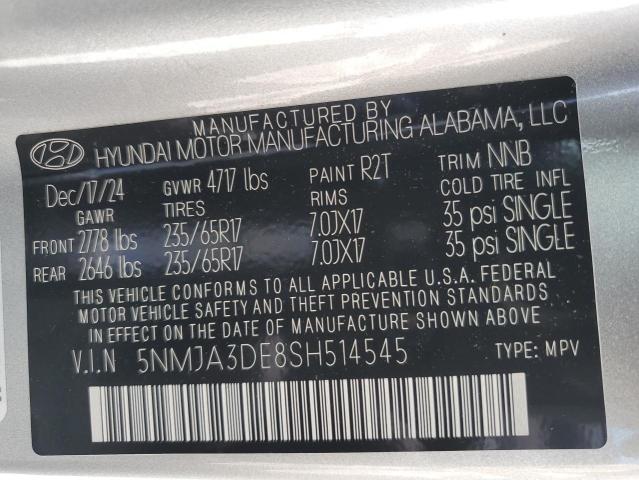 MANUFACTURED BY
HYUNDAI MOTOR MANUFACTURING ALABAMA, LLC
Dec/17/24 GVWR 4717 lbs PAINT R2T TRIM NNB
GAWR TIRES RIMS COLD TIRE INFL
FRONT 2778 lbs 235/65R17 7.0JX17 35 psi SINGLE
REAR 2646 lbs 235/65R17 7.0JX17 35 psi SINGLE
THIS VEHICLE CONFORMS TO ALL APPLICABLE U.S.A. FEDERAL
MOTOR VEHICLE SAFETY AND THEFT PREVENTION STANDARDS
IN EFFECT ON THE DATE OF MANUFACTURE SHOWN ABOVE
V.I.N 5NMJA3DE8SH514545 TYPE: MPV